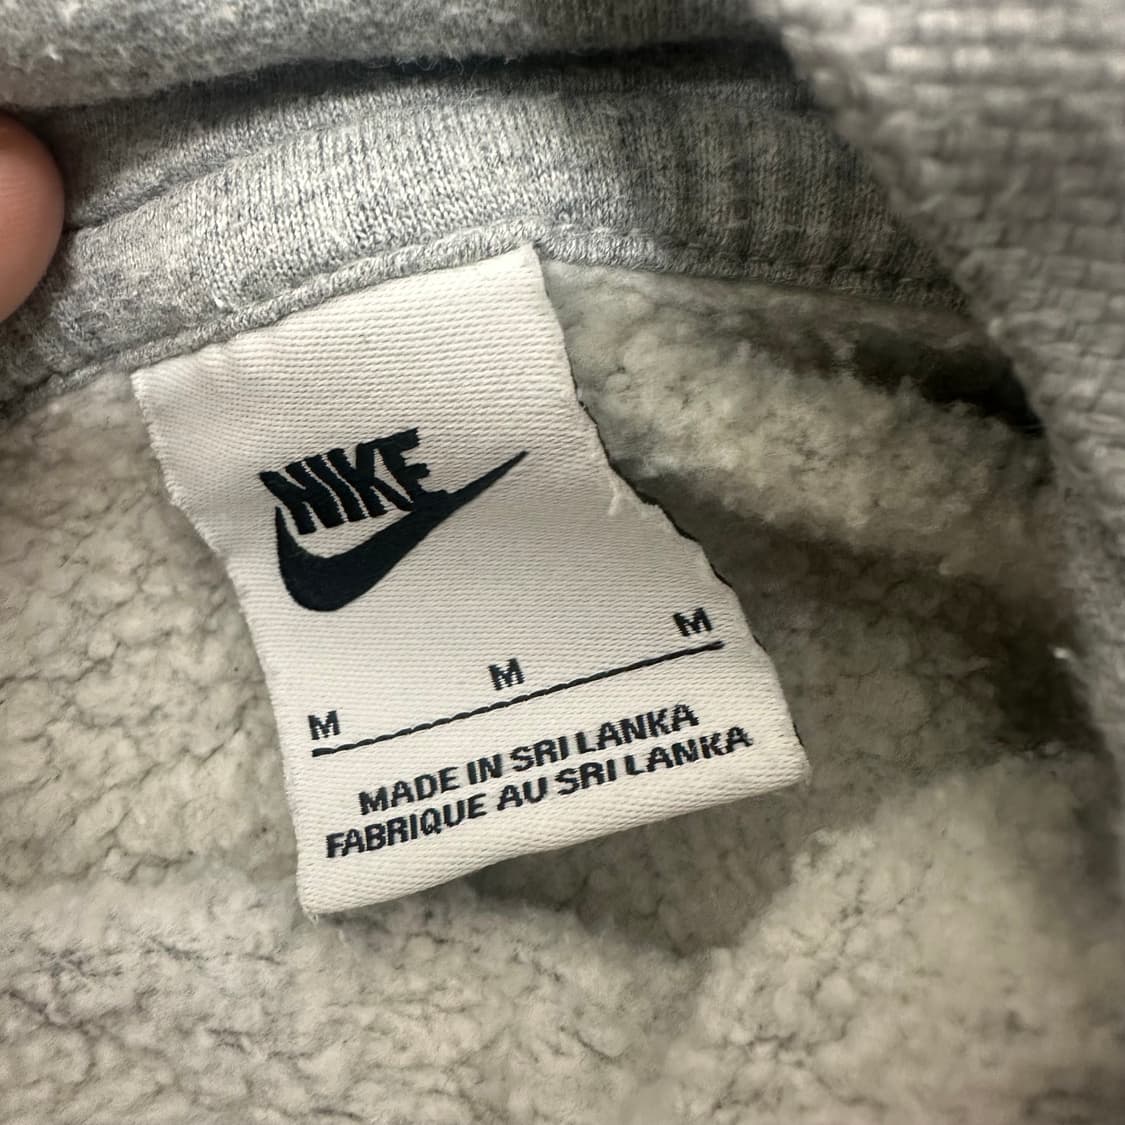 NIKE
M M M
MADE IN SRI LANKA
FABRIQUE AU SRI LANKA